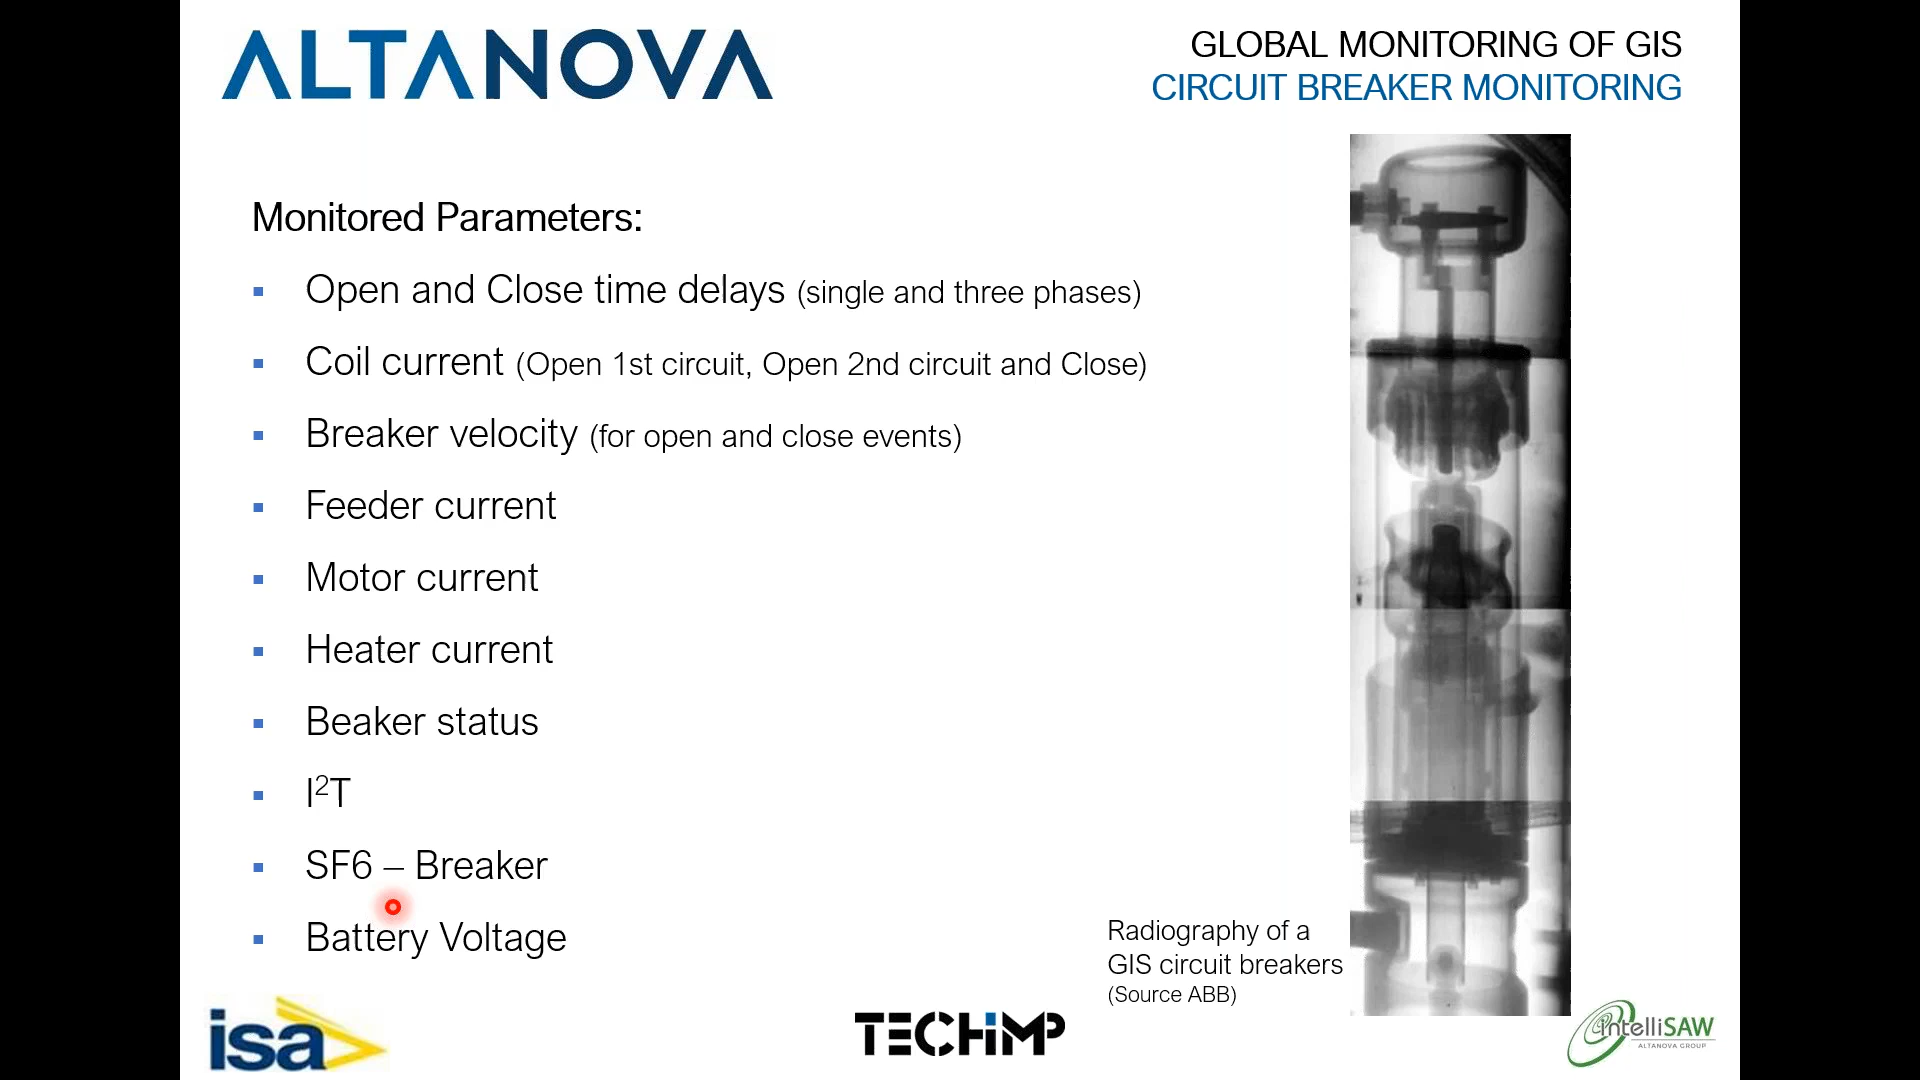 ALTANOVA
GLOBAL MONITORING OF GIS
CIRCUIT BREAKER MONITORING
Monitored Parameters:
▪ Open and Close time delays (single and three phases)
▪ Coil current (Open 1st circuit, Open 2nd circuit and Close)
▪ Breaker velocity (for open and close events)
▪ Feeder current
▪ Motor current
▪ Heater current
▪ Beaker status
▪ I²T
▪ SF6 – Breaker
▪ Battery Voltage
Radiography of a
GIS circuit breakers
(Source ABB)
isa
TECHIMP
intelliSAW
ALTANOVA GROUP